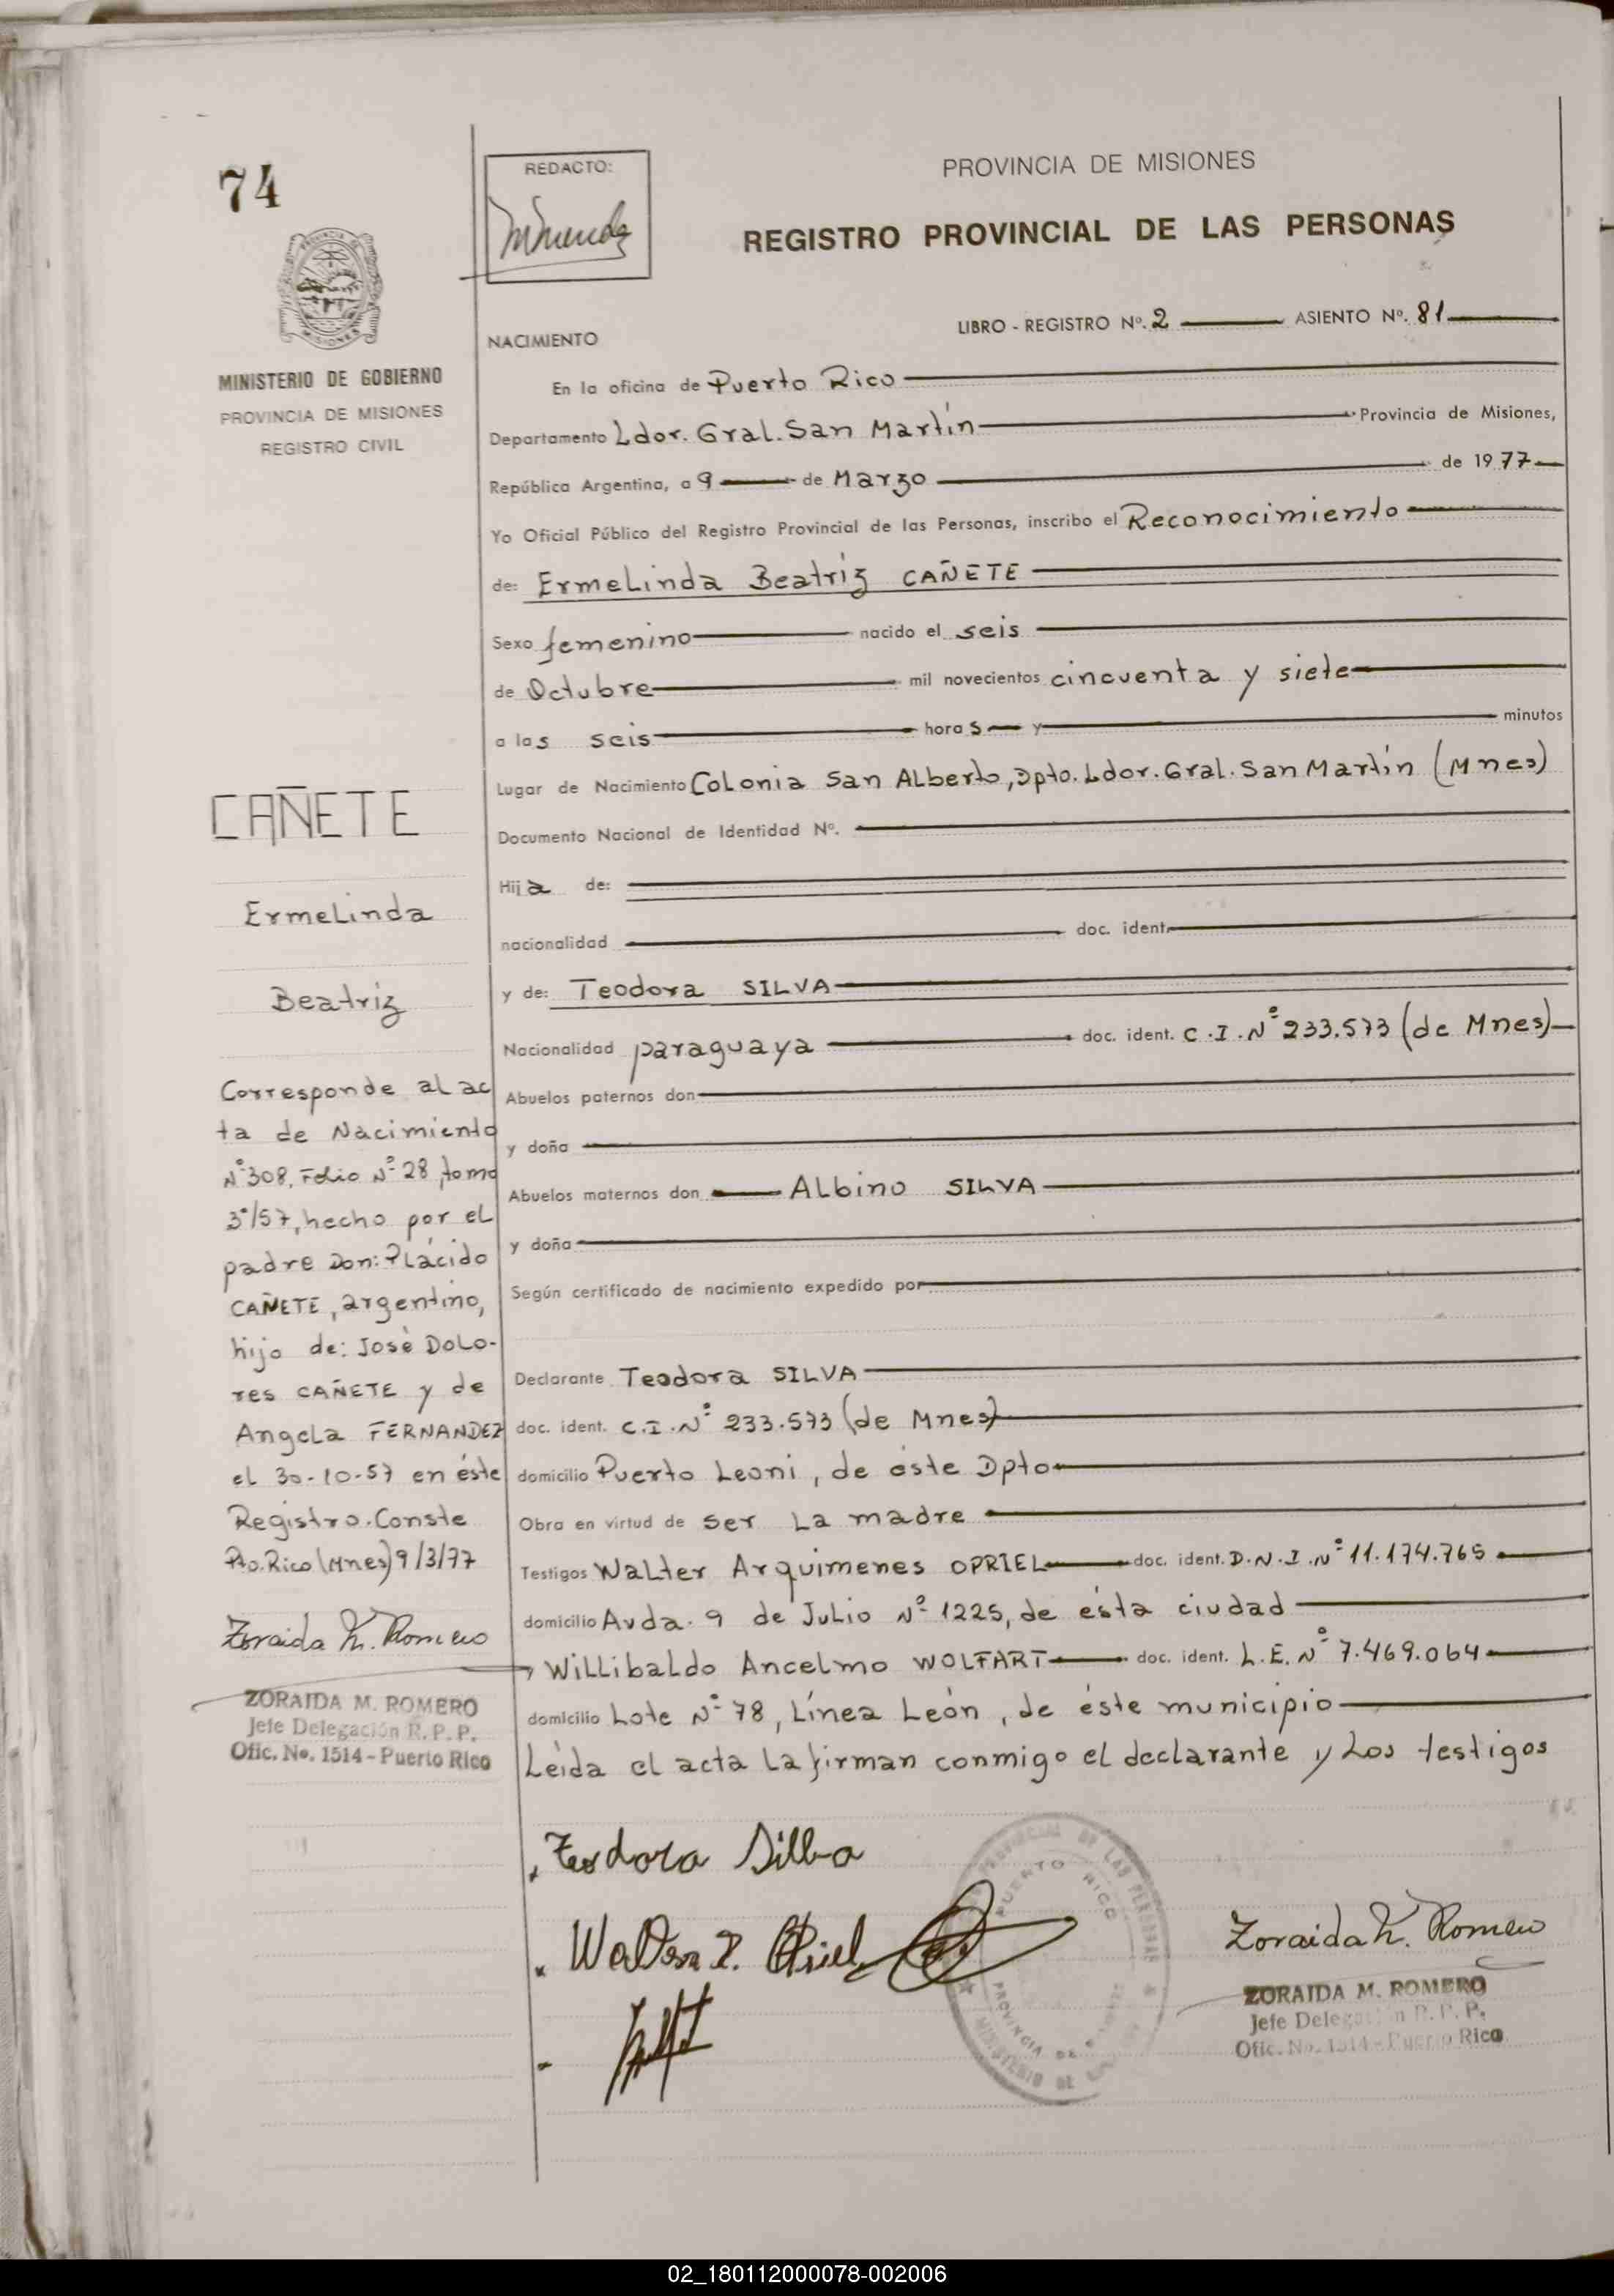 74
REDACTO:
PROVINCIA DE MISIONES
REGISTRO PROVINCIAL DE LAS PERSONAS
MINISTERIO DE GOBIERNO
PROVINCIA DE MISIONES
REGISTRO CIVIL
LIBRO - REGISTRO Nº. 2 ASIENTO Nº. 81
NACIMIENTO
En la oficina de Puerto Rico
Departamento Ldor. Gral. San Martín Provincia de Misiones,
República Argentina, a 9 de Marzo de 1977
Yo Oficial Público del Registro Provincial de las Personas, inscribo el Reconocimiento
de: Ermelinda Beatriz CAÑETE
Sexo femenino nacido el seis
de Octubre mil novecientos cincuenta y siete
a las seis horas y minutos
Lugar de Nacimiento Colonia San Alberto, Dpto. Ldor. Gral. San Martín (Mnes)
Documento Nacional de Identidad Nº.
Hija de:
nacionalidad doc. ident.
y de: Teodora SILVA
Nacionalidad paraguaya doc. ident. C.I. Nº 233.573 (de Mnes)
Abuelos paternos don
y doña
Abuelos maternos don Albino SILVA
y doña
Según certificado de nacimiento expedido por
Declarante Teodora SILVA
doc. ident. C.I. Nº 233.573 (de Mnes)
domicilio Puerto Leoni, de éste Dpto
Obra en virtud de ser La madre
Testigos Walter Arquimenes OPRIEL doc. ident. D.N.I. Nº 11.174.765
domicilio Avda. 9 de Julio Nº 1225, de ésta ciudad
Willibaldo Ancelmo WOLFART doc. ident. L.E. Nº 7.469.064
domicilio Lote Nº 78, Línea León, de éste municipio
Leída el acta La firman conmigo el declarante y Los testigos
CAÑETE
Ermelinda
Beatriz
Corresponde al ac
ta de Nacimiento
Nº 308, Folio Nº 28, tomo
3º/57, hecho por el
padre Don: Plácido
CAÑETE, argentino,
hijo de: José Dolo-
res CAÑETE y de
Angela FERNANDEZ
el 30-10-57 en éste
Registro. Conste
Pto. Rico (Mnes) 9/3/77
Zoraida M. Romero
ZORAIDA M. ROMERO
Jefe Delegación R. P. P.
Ofic. No. 1514 - Puerto Rico
Teodora Silba
Zoraida M. Romero
PUERTO RICO
ZORAIDA M. ROMERO
Jefe Delegación R. P. P.
Ofic. No. 1514 - Puerto Rico
02_180112000078-002006